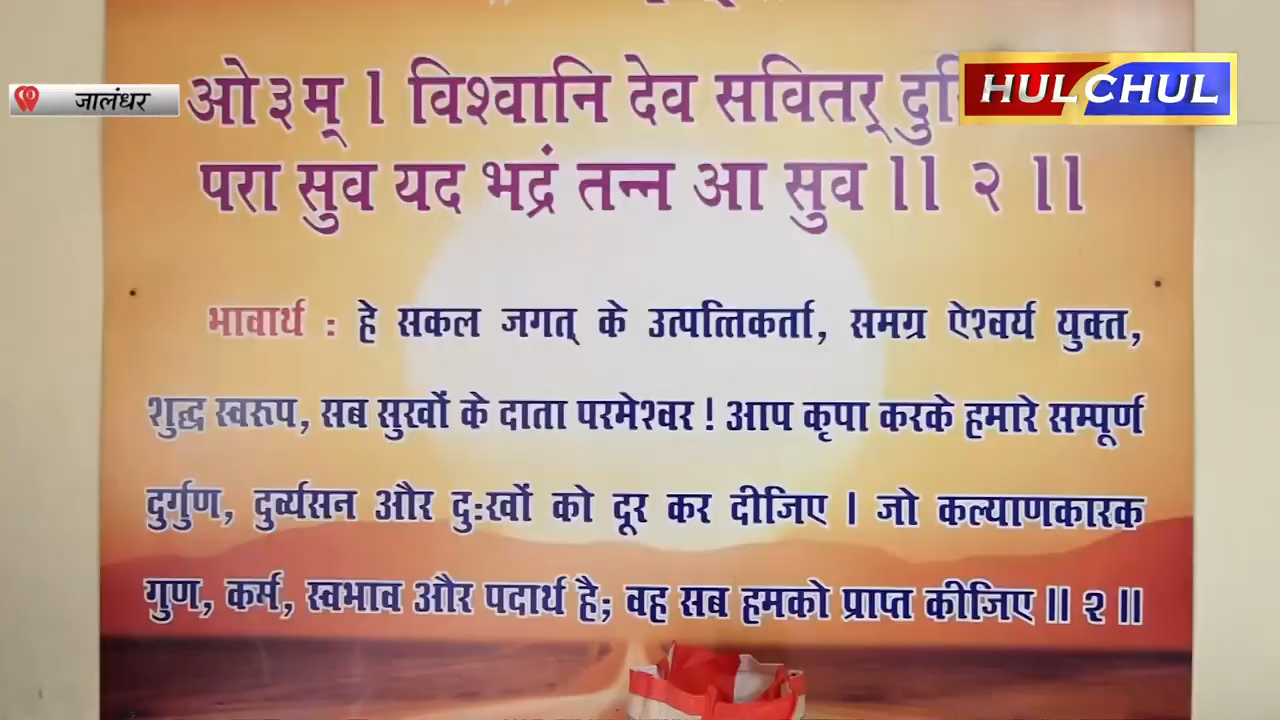 ओ३म् । विश्वानि देव सवितर्
HULCHUL
जालंधर
परा सुव यद भद्रं तन्न आ सुव ।। २ ।।
भावार्थ : हे सकल जगत् के उत्पत्तिकर्ता, समग्र ऐश्वर्य युक्त,
शुद्ध स्वरूप, सब सुखों के दाता परमेश्वर ! आप कृपा करके हमारे सम्पूर्ण
दुर्गुण, दुर्व्यसन और दुःखों को दूर कर दीजिए । जो कल्याणकारक
गुण, कर्म, स्वभाव और पदार्थ है; वह सब हमको प्राप्त कीजिए ।। २ ।।